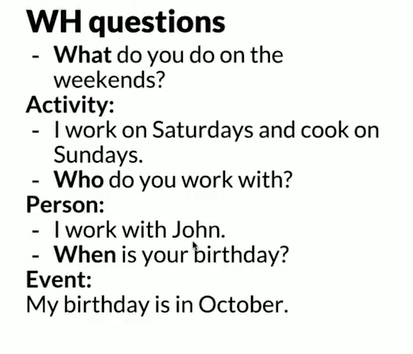 WH questions
- What do you do on the
weekends?
Activity:
- I work on Saturdays and cook on
Sundays.
- Who do you work with?
Person:
- I work with John.
- When is your birthday?
Event:
My birthday is in October.